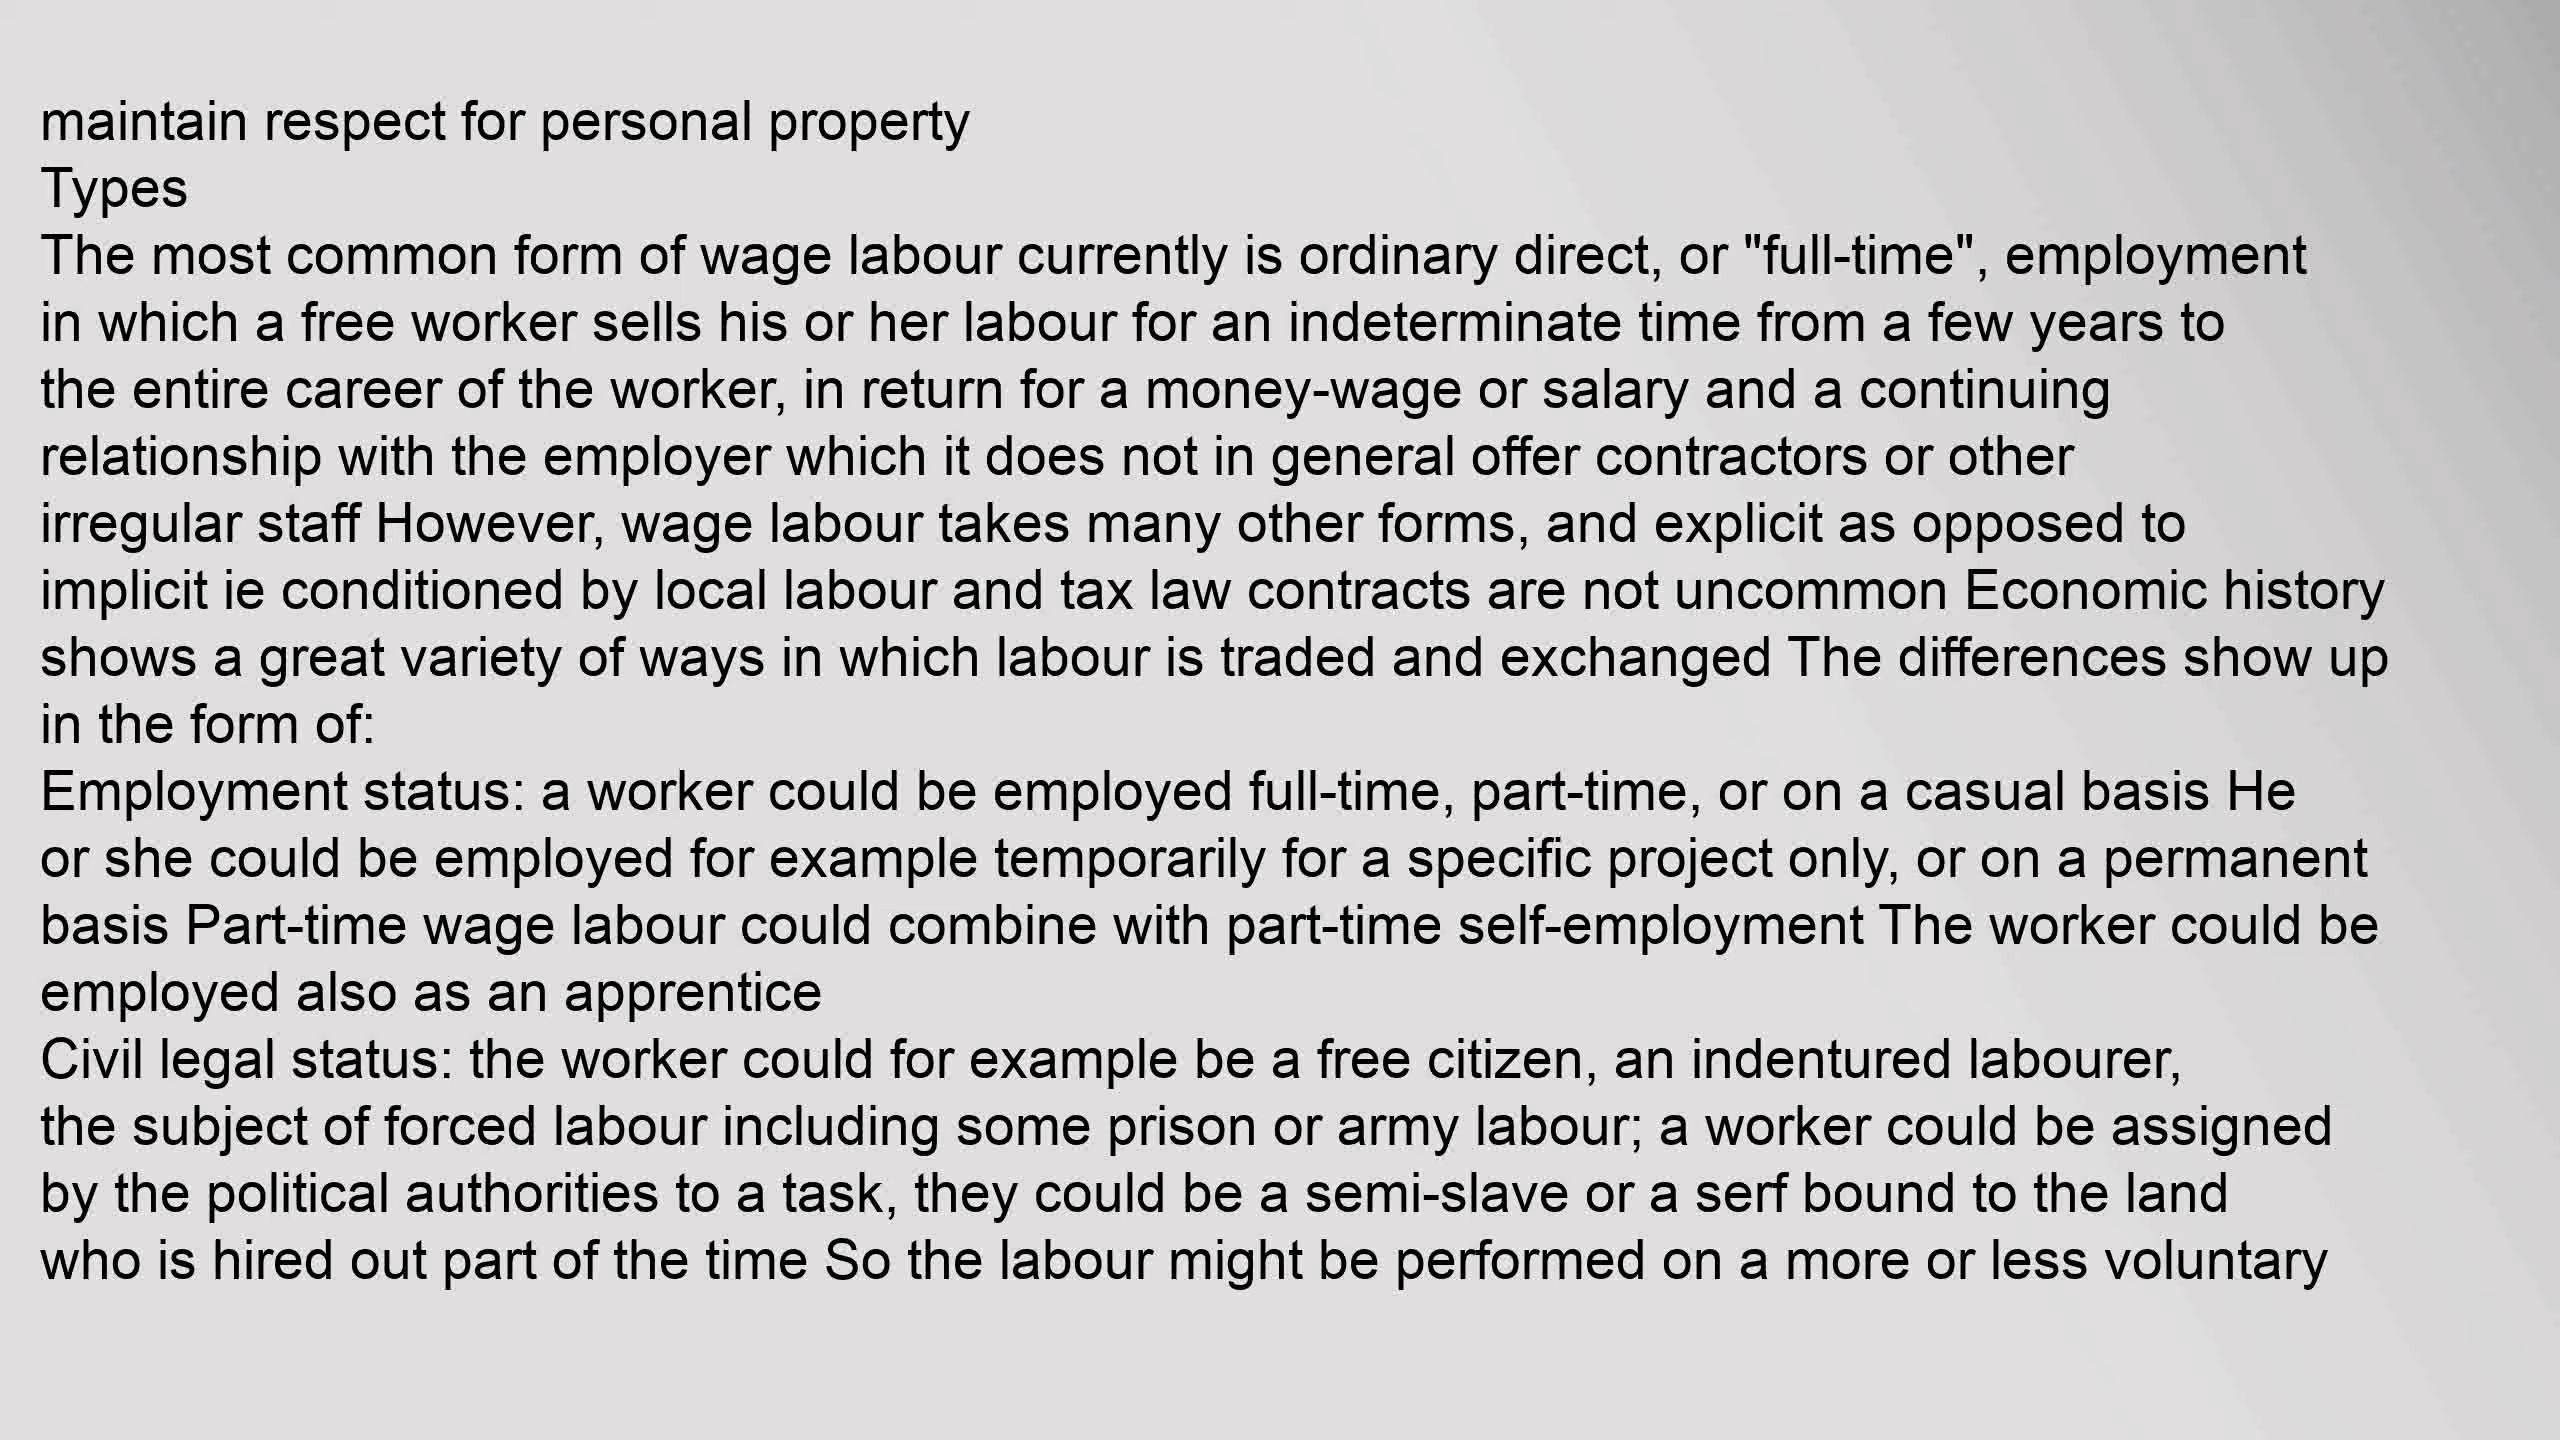 maintain respect for personal property
Types
The most common form of wage labour currently is ordinary direct, or "full-time", employment
in which a free worker sells his or her labour for an indeterminate time from a few years to
the entire career of the worker, in return for a money-wage or salary and a continuing
relationship with the employer which it does not in general offer contractors or other
irregular staff However, wage labour takes many other forms, and explicit as opposed to
implicit ie conditioned by local labour and tax law contracts are not uncommon Economic history
shows a great variety of ways in which labour is traded and exchanged The differences show up
in the form of:
Employment status: a worker could be employed full-time, part-time, or on a casual basis He
or she could be employed for example temporarily for a specific project only, or on a permanent
basis Part-time wage labour could combine with part-time self-employment The worker could be
employed also as an apprentice
Civil legal status: the worker could for example be a free citizen, an indentured labourer,
the subject of forced labour including some prison or army labour; a worker could be assigned
by the political authorities to a task, they could be a semi-slave or a serf bound to the land
who is hired out part of the time So the labour might be performed on a more or less voluntary